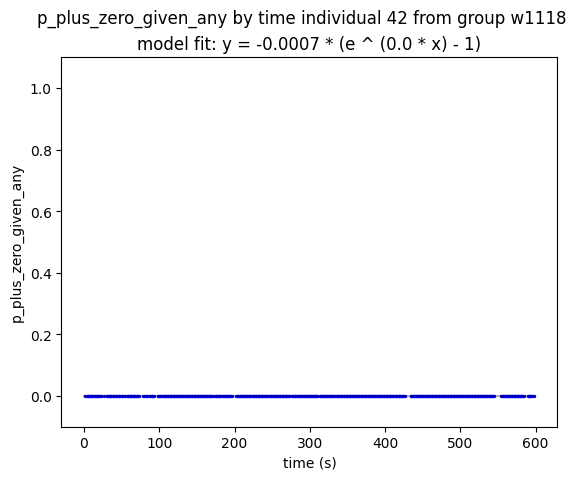 p_plus_zero_given_any by time individual 42 from group w1118
model fit: y = -0.0007 * (e ^ (0.0 * x) - 1)
1.0
0.8
0.6
0.4
0.2
0.0
p_plus_zero_given_any
0 100 200 300 400 500 600
time (s)